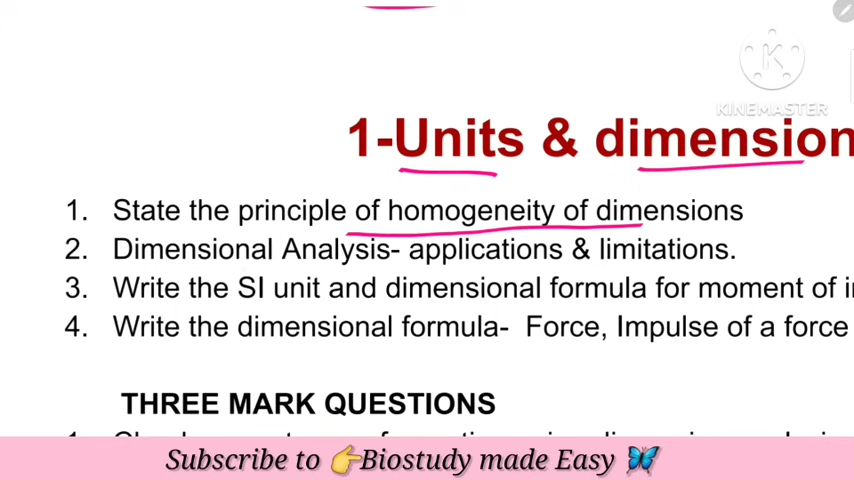 KINEMASTER
1-Units & dimension
1. State the principle of homogeneity of dimensions
2. Dimensional Analysis- applications & limitations.
3. Write the SI unit and dimensional formula for moment of
4. Write the dimensional formula- Force, Impulse of a force
THREE MARK QUESTIONS
Subscribe to 👉Biostudy made Easy 🦋